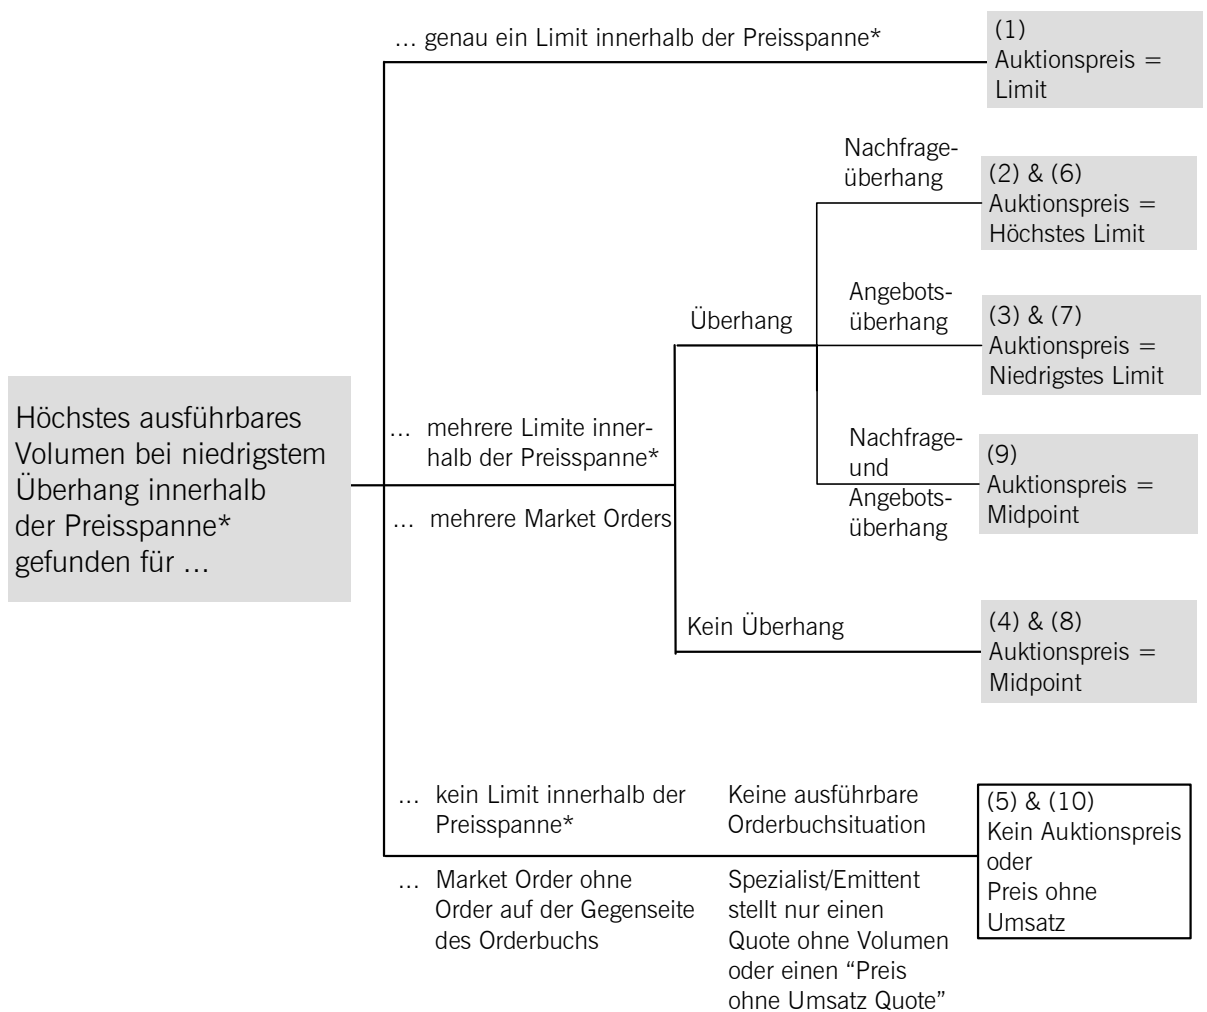 ... genau ein Limit innerhalb der Preisspanne*
(1)
Auktionspreis =
Limit
Nachfrage-
überhang
(2) & (6)
Auktionspreis =
Höchstes Limit
Überhang
Angebots-
überhang
(3) & (7)
Auktionspreis =
Niedrigstes Limit
Höchstes ausführbares
Volumen bei niedrigstem
Überhang innerhalb
der Preisspanne*
gefunden für ...
... mehrere Limite inner-
halb der Preisspanne*
... mehrere Market Orders
Nachfrage-
und
Angebots-
überhang
(9)
Auktionspreis =
Midpoint
Kein Überhang
(4) & (8)
Auktionspreis =
Midpoint
... kein Limit innerhalb der
Preisspanne*
Keine ausführbare
Orderbuchsituation
... Market Order ohne
Order auf der Gegenseite
des Orderbuchs
Spezialist/Emittent
stellt nur einen
Quote ohne Volumen
oder einen “Preis
ohne Umsatz Quote”
(5) & (10)
Kein Auktionspreis
oder
Preis ohne
Umsatz